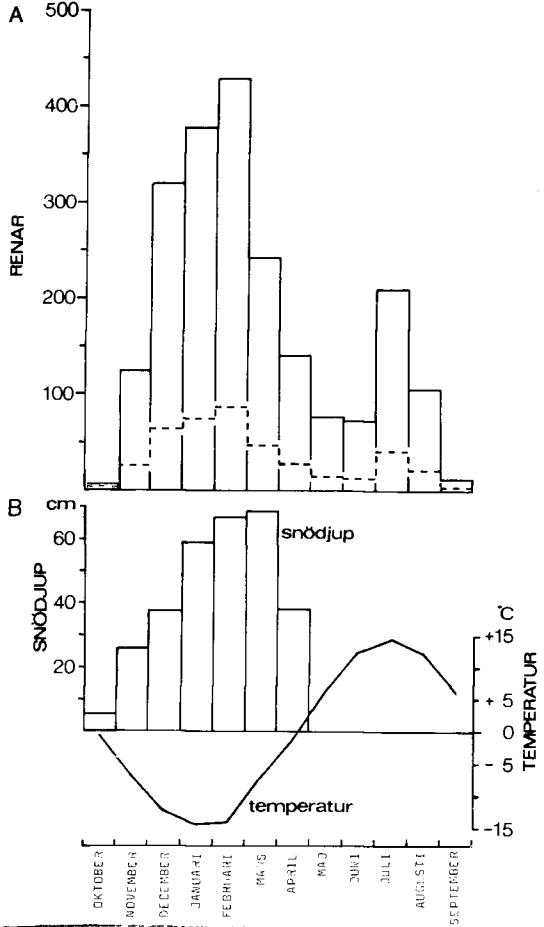 A
500
400
300
200
100
RENAR
B
cm
60
40
20
SNÖDJUP
snödjup
temperatur
°C
+15
+ 5
0
- 5
-15
TEMPERATUR
OKTOBER
NOVEMBER
DECEMBER
JANUARI
FEBRUARI
MARS
APRIL
MAJ
JUNI
JULI
AUGUSTI
SEPTEMBER